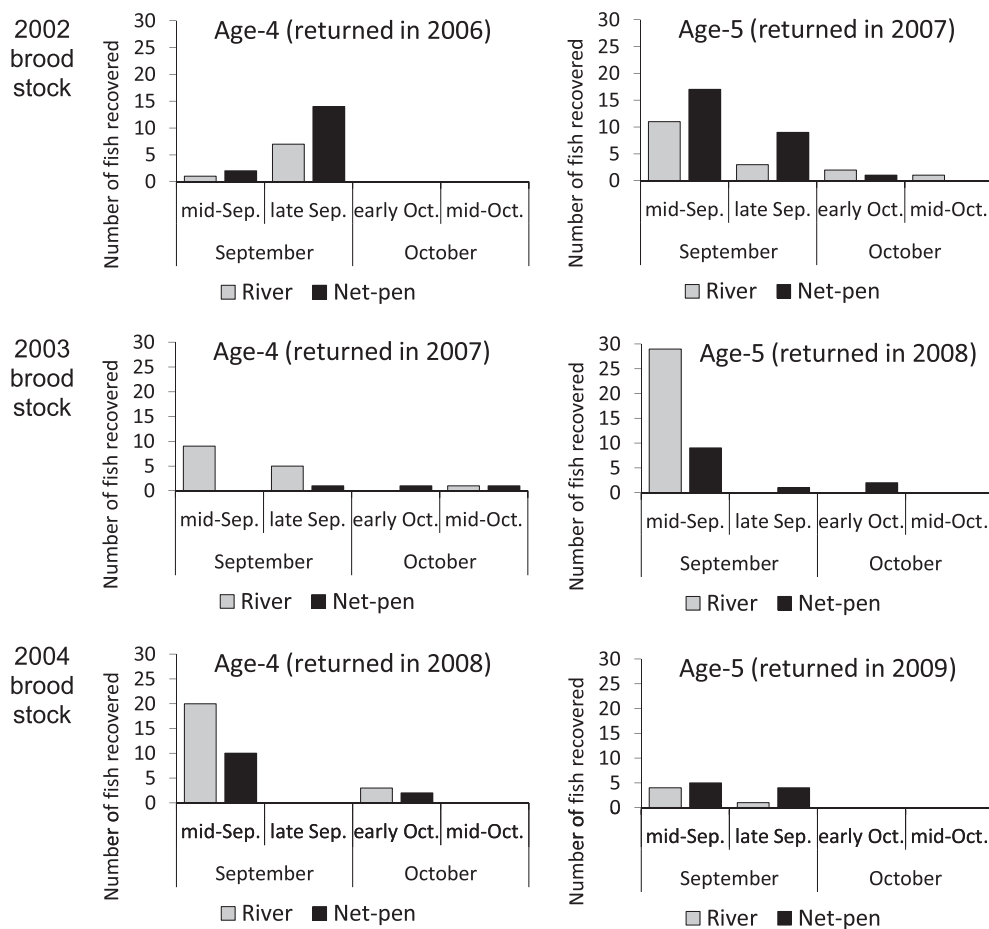 2002
brood
stock
Age-4 (returned in 2006)
Number of fish recovered
30
25
20
15
10
5
0
mid-Sep. late Sep. early Oct. mid-Oct.
September October
River Net-pen
Age-5 (returned in 2007)
Number of fish recovered
30
25
20
15
10
5
0
mid-Sep. late Sep. early Oct. mid-Oct.
September October
River Net-pen
2003
brood
stock
Age-4 (returned in 2007)
Number of fish recovered
30
25
20
15
10
5
0
mid-Sep. late Sep. early Oct. mid-Oct.
September October
River Net-pen
Age-5 (returned in 2008)
Number of fish recovered
30
25
20
15
10
5
0
mid-Sep. late Sep. early Oct. mid-Oct.
September October
River Net-pen
2004
brood
stock
Age-4 (returned in 2008)
Number of fish recovered
30
25
20
15
10
5
0
mid-Sep. late Sep. early Oct. mid-Oct.
September October
River Net-pen
Age-5 (returned in 2009)
Number of fish recovered
30
25
20
15
10
5
0
mid-Sep. late Sep. early Oct. mid-Oct.
September October
River Net-pen